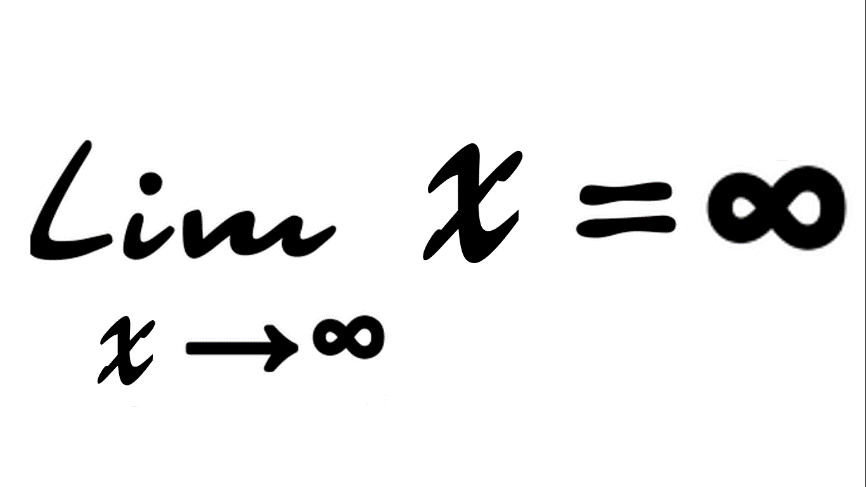 Lim x = ∞
x → ∞